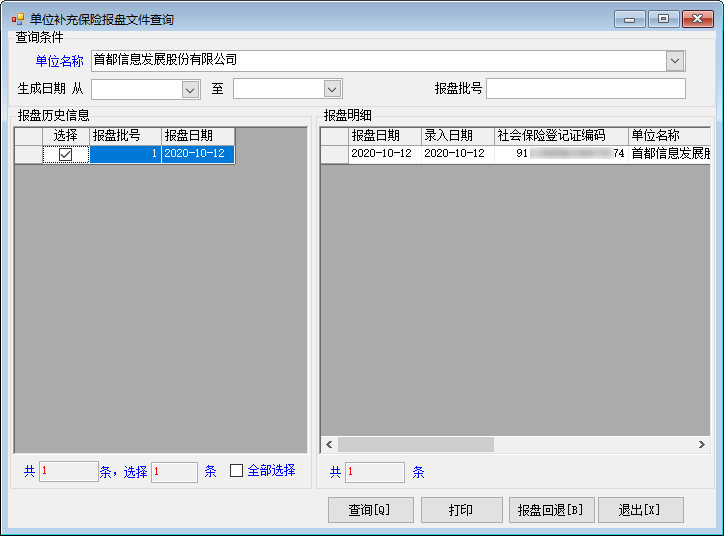 单位补充保险报盘文件查询
查询条件
单位名称 首都信息发展股份有限公司
生成日期 从 至 报盘批号
报盘历史信息
选择 报盘批号 报盘日期
1 2020-10-12
共 1 条，选择 1 条 全部选择
报盘明细
报盘日期 录入日期 社会保险登记证编码 单位名称
2020-10-12 2020-10-12 91 74 首都信息发展
共 1 条
查询[Q] 打印 报盘回退[B] 退出[X]